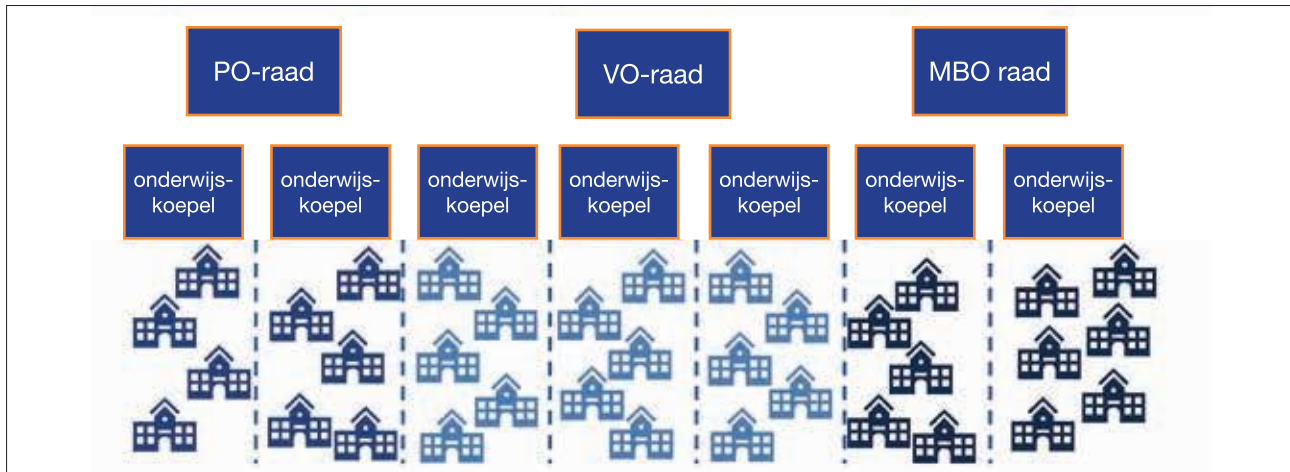 PO-raad
VO-raad
MBO raad
onderwijs-
koepel
onderwijs-
koepel
onderwijs-
koepel
onderwijs-
koepel
onderwijs-
koepel
onderwijs-
koepel
onderwijs-
koepel